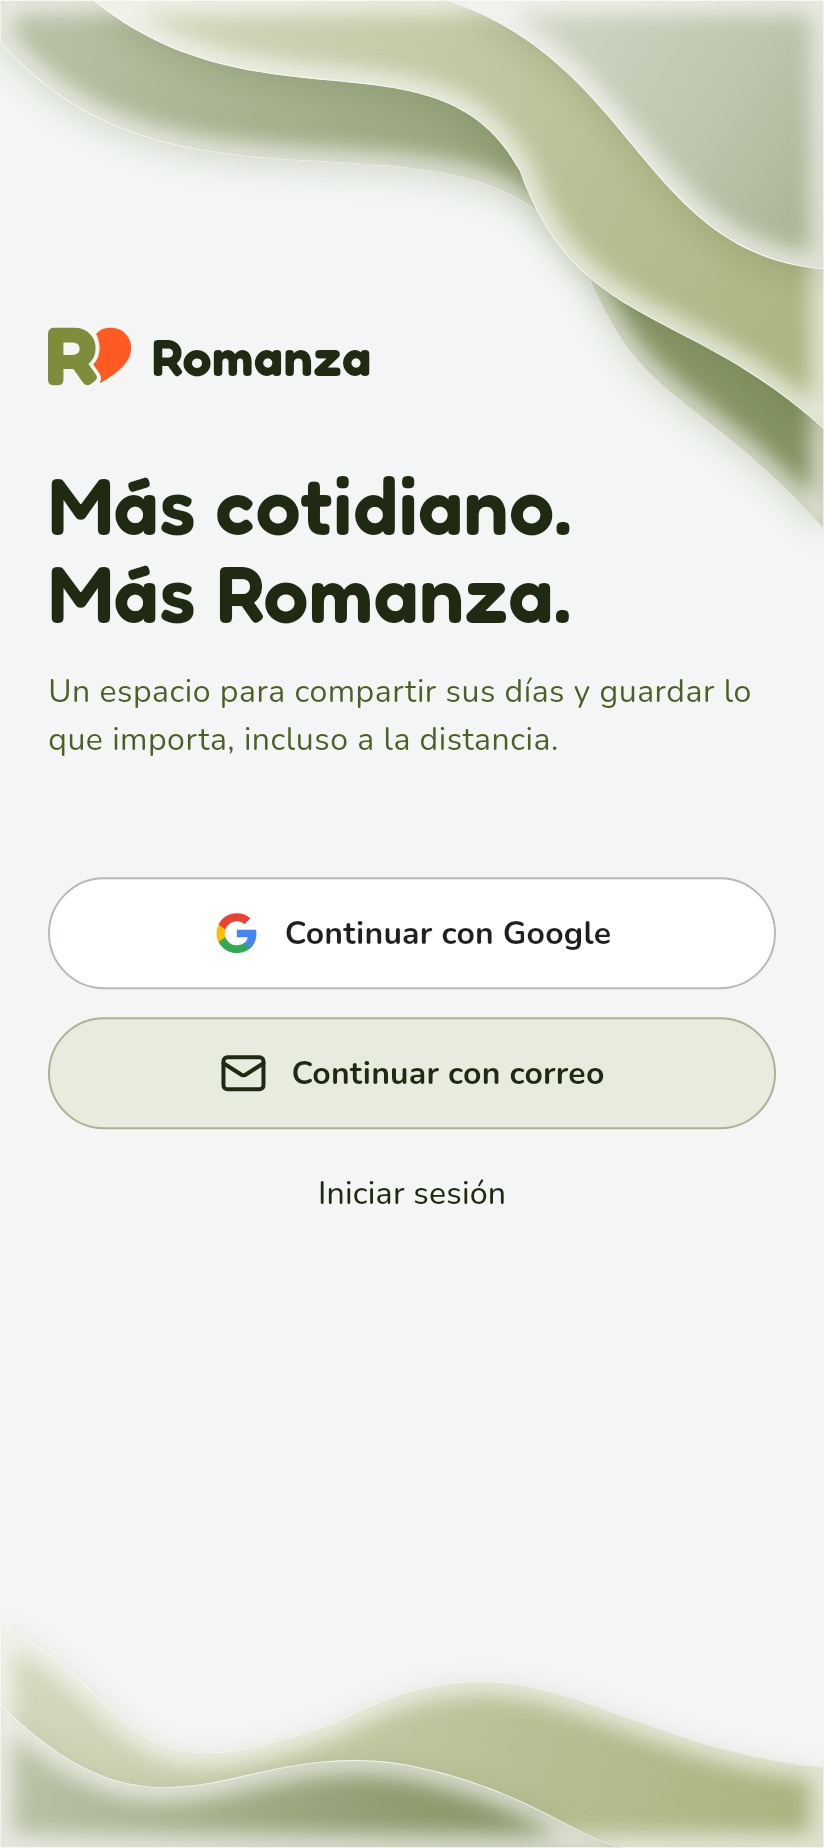 Romanza
Más cotidiano.
Más Romanza.
Un espacio para compartir sus días y guardar lo
que importa, incluso a la distancia.
Continuar con Google
Continuar con correo
Iniciar sesión